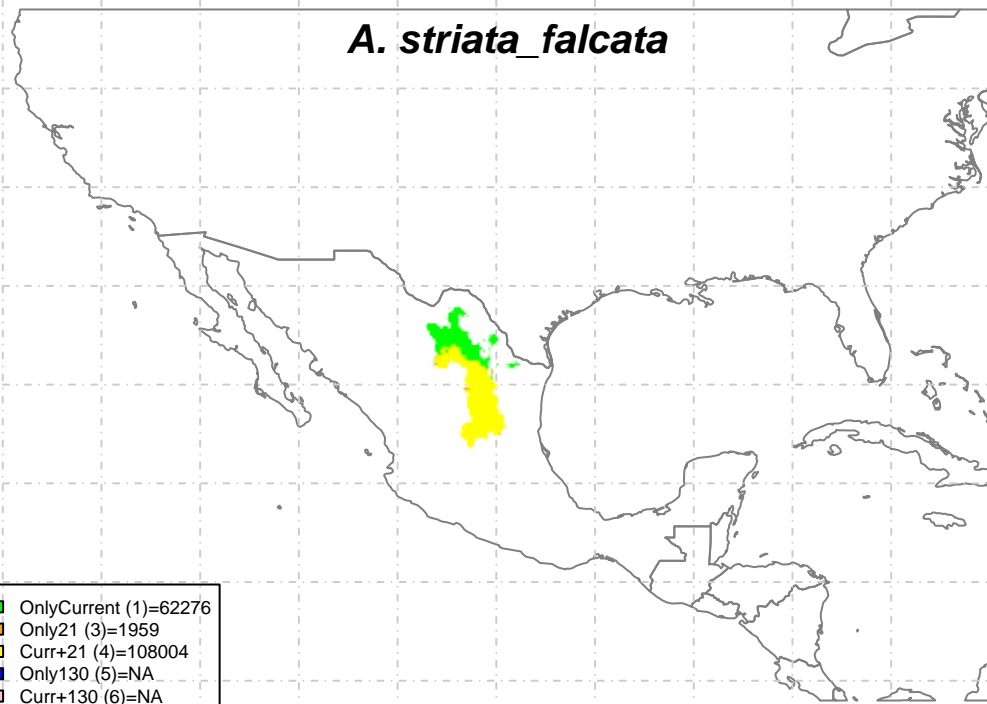 A. striata_falcata
OnlyCurrent (1)=62276
Only21 (3)=1959
Curr+21 (4)=108004
Only130 (5)=NA
Curr+130 (6)=NA